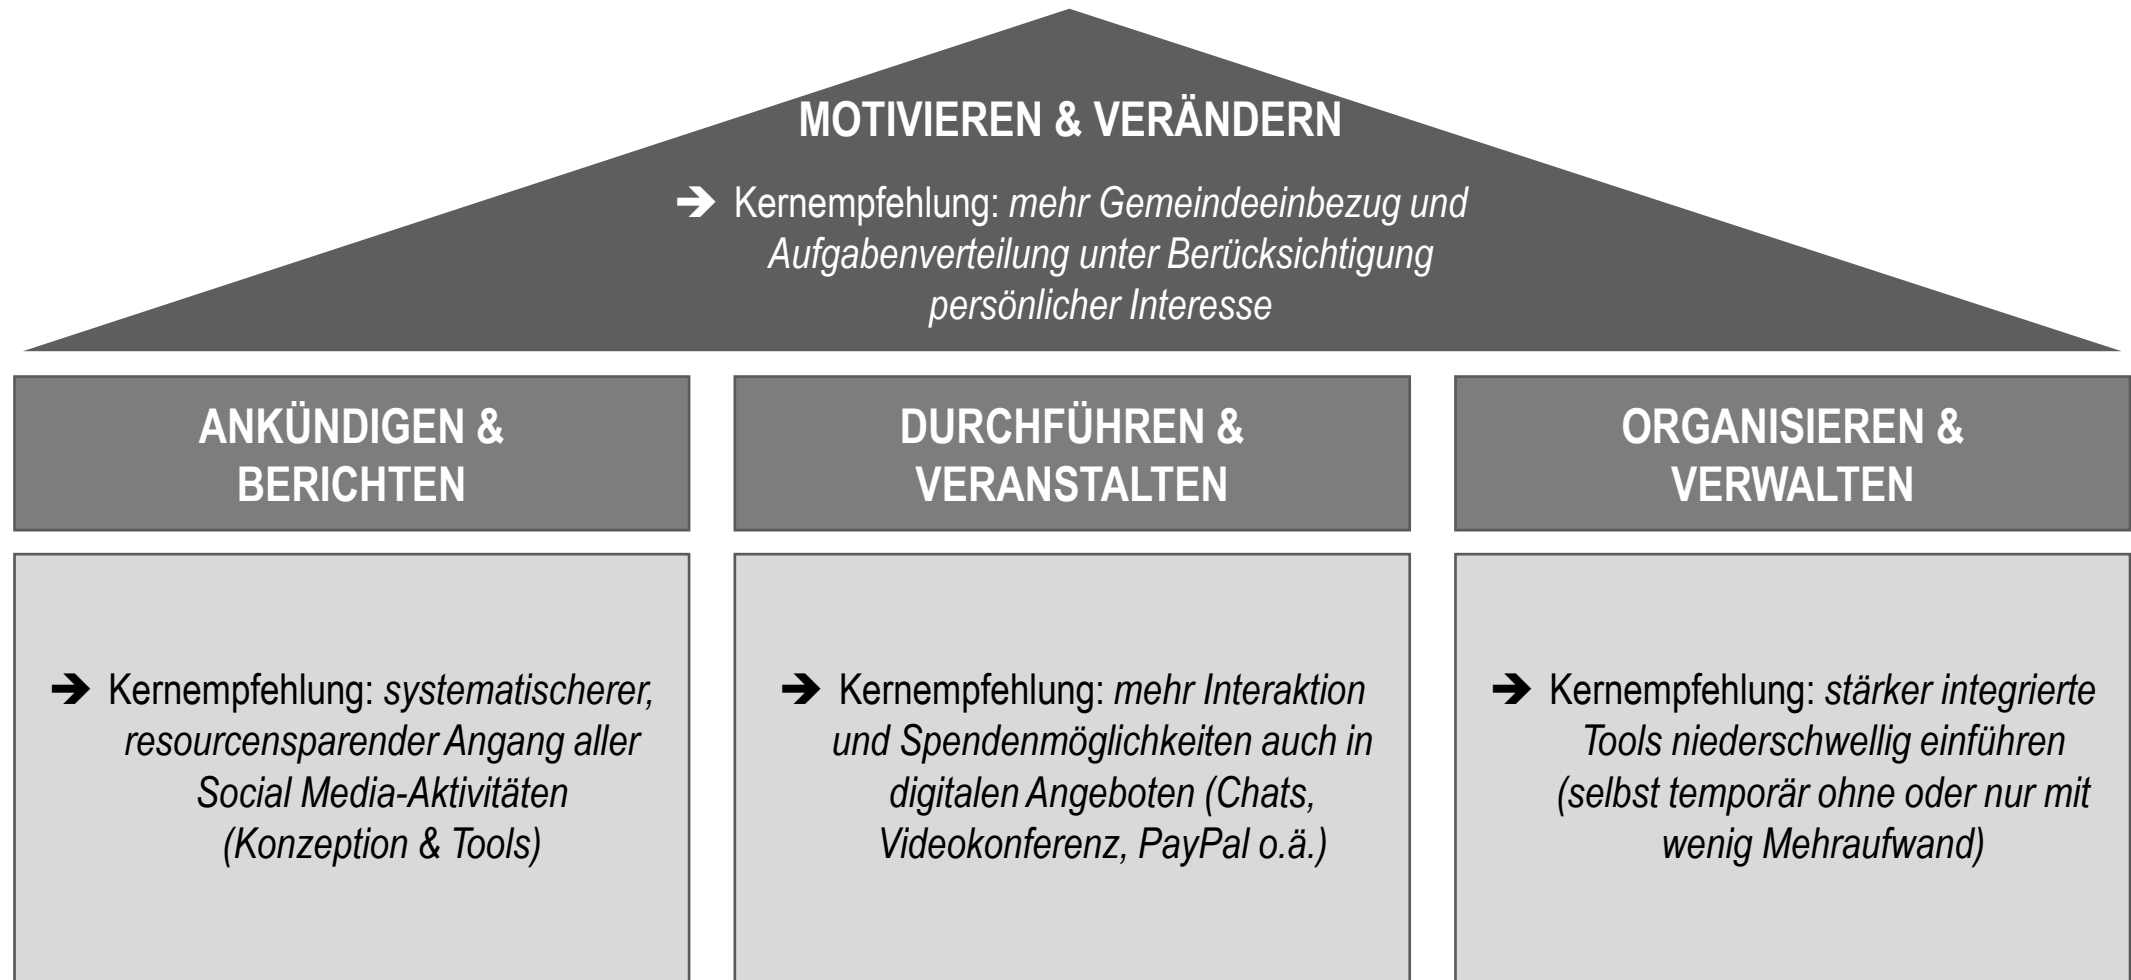 MOTIVIEREN & VERÄNDERN
➔ Kernempfehlung: mehr Gemeindeeinbezug und
Aufgabenverteilung unter Berücksichtigung
persönlicher Interesse
ANKÜNDIGEN &
BERICHTEN
➔ Kernempfehlung: systematischerer,
resourcensparender Angang aller
Social Media-Aktivitäten
(Konzeption & Tools)
DURCHFÜHREN &
VERANSTALTEN
➔ Kernempfehlung: mehr Interaktion
und Spendenmöglichkeiten auch in
digitalen Angeboten (Chats,
Videokonferenz, PayPal o.ä.)
ORGANISIEREN &
VERWALTEN
➔ Kernempfehlung: stärker integrierte
Tools niederschwellig einführen
(selbst temporär ohne oder nur mit
wenig Mehraufwand)